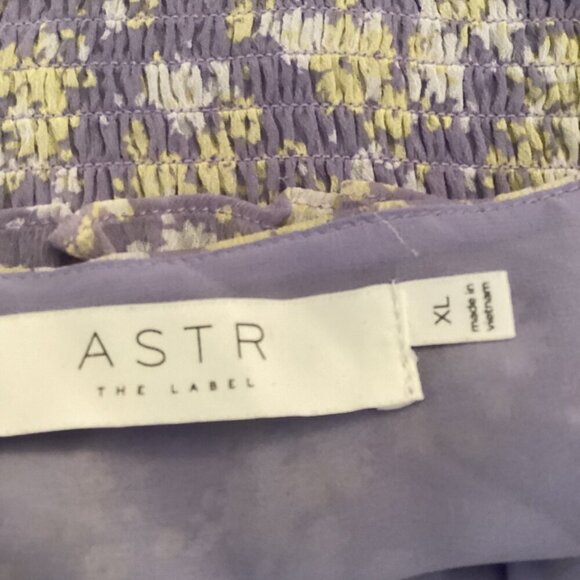 ASTR
THE LABEL
XL
made in
vietnam